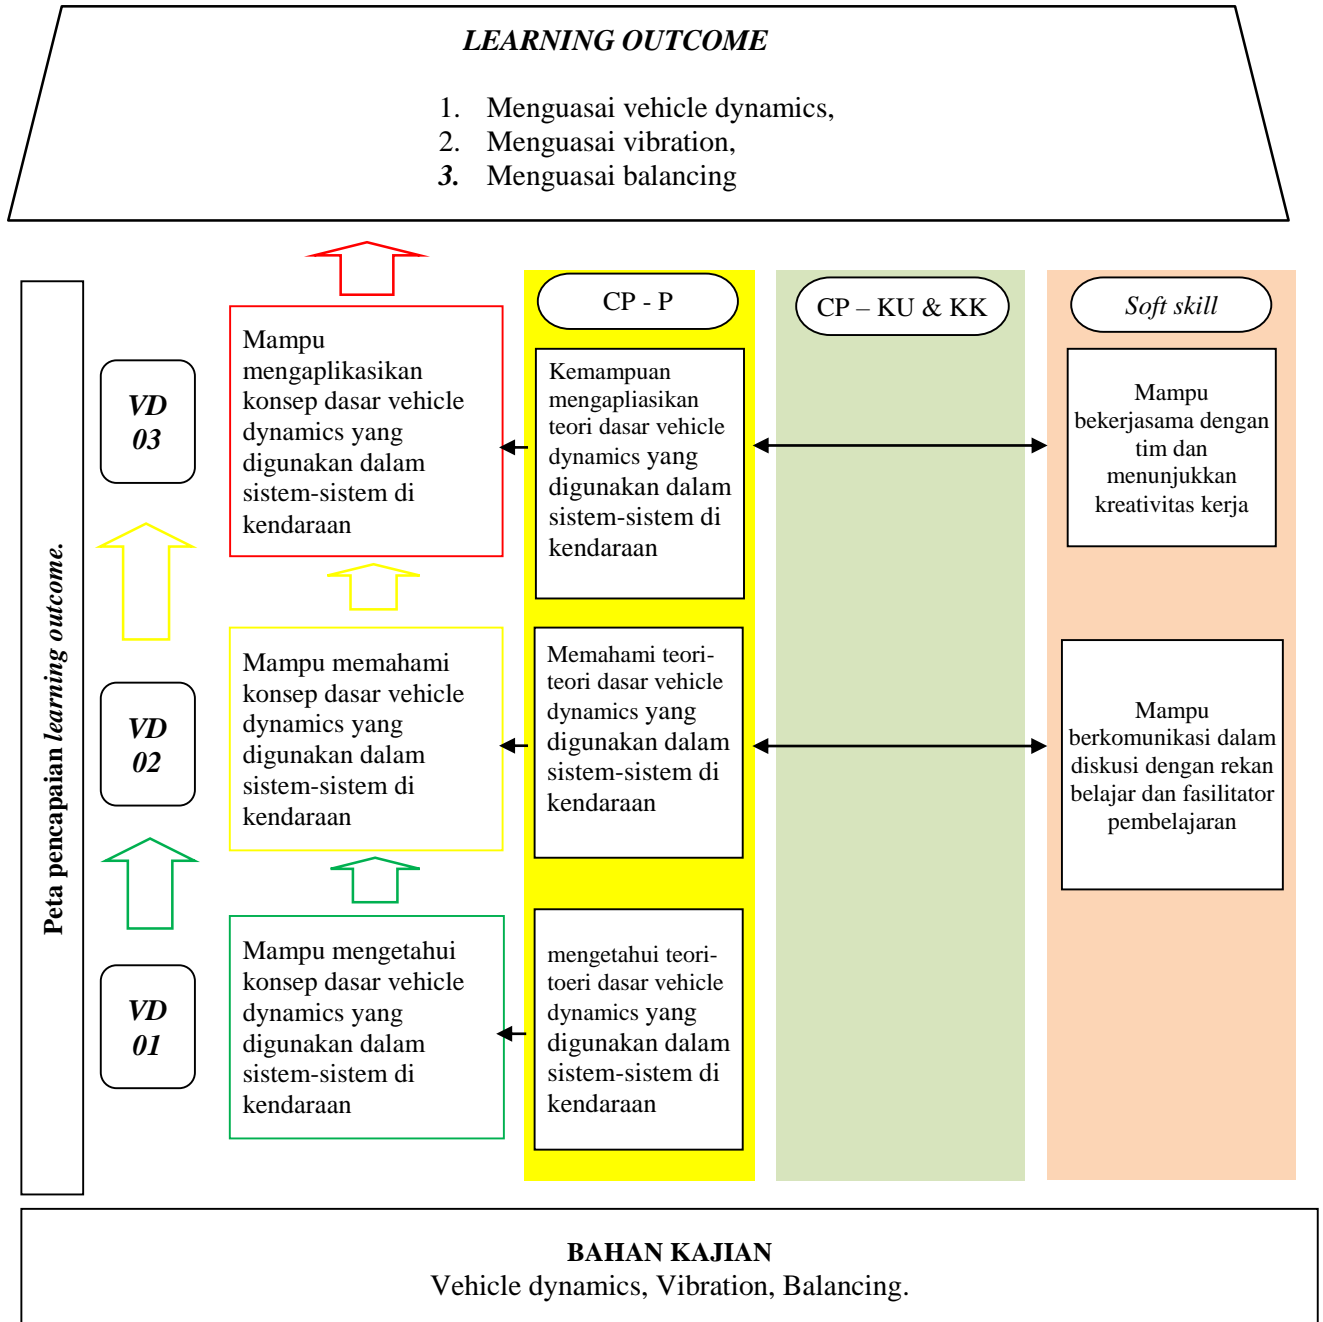 LEARNING OUTCOME
1. Menguasai vehicle dynamics,
2. Menguasai vibration,
3. Menguasai balancing
Peta pencapaian learning outcome.
CP - P
CP – KU & KK
Soft skill
VD
03
Mampu
mengaplikasikan
konsep dasar vehicle
dynamics yang
digunakan dalam
sistem-sistem di
kendaraan
Kemampuan
mengapliasikan
teori dasar vehicle
dynamics yang
digunakan dalam
sistem-sistem di
kendaraan
Mampu
bekerjasama dengan
tim dan
menunjukkan
kreativitas kerja
VD
02
Mampu memahami
konsep dasar vehicle
dynamics yang
digunakan dalam
sistem-sistem di
kendaraan
Memahami teori-
teori dasar vehicle
dynamics yang
digunakan dalam
sistem-sistem di
kendaraan
Mampu
berkomunikasi dalam
diskusi dengan rekan
belajar dan fasilitator
pembelajaran
VD
01
Mampu mengetahui
konsep dasar vehicle
dynamics yang
digunakan dalam
sistem-sistem di
kendaraan
mengetahui teori-
toeri dasar vehicle
dynamics yang
digunakan dalam
sistem-sistem di
kendaraan
BAHAN KAJIAN
Vehicle dynamics, Vibration, Balancing.